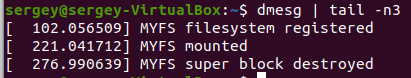 sergey@sergey-VirtualBox:~$ dmesg | tail -n3
[  102.056509] MYFS filesystem registered
[  221.041712] MYFS mounted
[  276.990639] MYFS super block destroyed